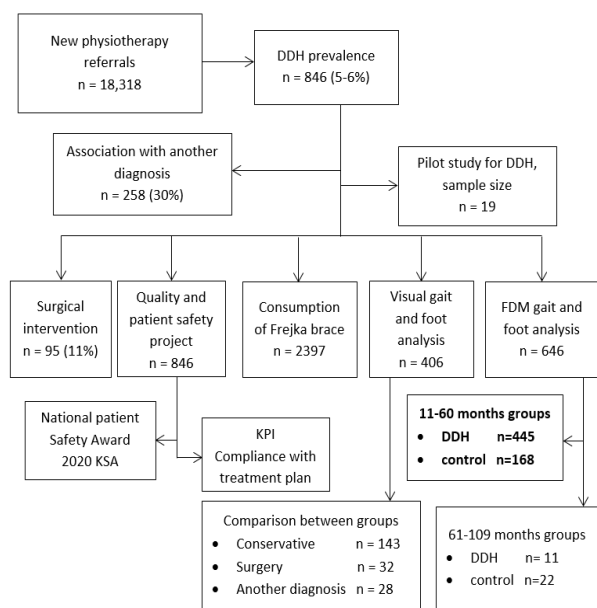 New physiotherapy
referrals
n = 18,318
DDH prevalence
n = 846 (5-6%)
Association with another
diagnosis
n = 258 (30%)
Pilot study for DDH,
sample size
n = 19
Surgical
intervention
n = 95 (11%)
Quality and
patient safety
project
n = 846
Consumption
of Frejka brace
n = 2397
Visual gait
and foot
analysis
n = 406
FDM gait and
foot analysis
n = 646
National patient
Safety Award
2020 KSA
KPI
Compliance with
treatment plan
11-60 months groups
• DDH n=445
• control n=168
Comparison between groups
• Conservative n = 143
• Surgery n = 32
• Another diagnosis n = 28
61-109 months groups
• DDH n= 11
• control n=22